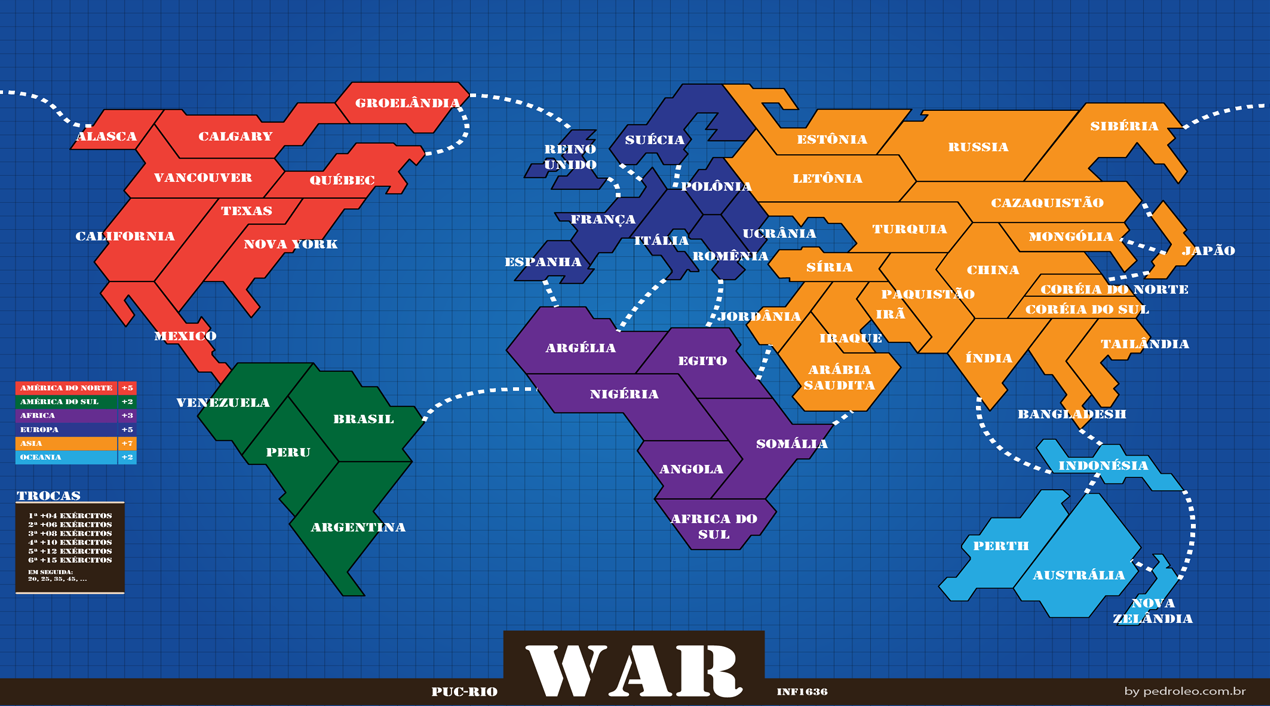 GROELÂNDIA
ALASCA
CALGARY
VANCOUVER
QUÉBEC
TEXAS
CALIFORNIA
NOVA YORK
MEXICO
REINO
UNIDO
SUÉCIA
POLÔNIA
FRANÇA
ITÁLIA
UCRÂNIA
ROMÊNIA
ESPANHA
ESTÔNIA
RUSSIA
SIBÉRIA
LETÔNIA
CAZAQUISTÃO
TURQUIA
MONGÓLIA
JAPÃO
SÍRIA
CHINA
PAQUISTÃO
CORÉIA DO NORTE
CORÉIA DO SUL
JORDÂNIA
IRÃ
IRAQUE
ARÁBIA
SAUDITA
ÍNDIA
TAILÂNDIA
BANGLADESH
ARGÉLIA
EGITO
NIGÉRIA
SOMÁLIA
ANGOLA
AFRICA DO
SUL
VENEZUELA
BRASIL
PERU
ARGENTINA
INDONÉSIA
PERTH
AUSTRÁLIA
NOVA
ZELÂNDIA
AMÉRICA DO NORTE +5
AMÉRICA DO SUL +2
AFRICA +3
EUROPA +5
ASIA +7
OCEANIA +2
TROCAS
1ª +04 EXÉRCITOS
2ª +06 EXÉRCITOS
3ª +08 EXÉRCITOS
4ª +10 EXÉRCITOS
5ª +12 EXÉRCITOS
6ª +15 EXÉRCITOS
EM SEGUIDA:
20, 25, 35, 45, ...
WAR
PUC-RIO
INF1636
by pedroleo.com.br